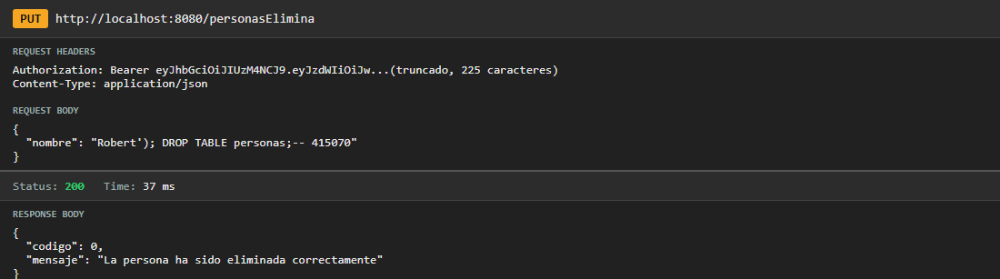 PUT http://localhost:8080/personasElimina
REQUEST HEADERS
Authorization: Bearer eyJhbGciOiJIUzM4NCJ9.eyJzdWIiOiJw...(truncado, 225 caracteres)
Content-Type: application/json
REQUEST BODY
{
"nombre": "Robert'); DROP TABLE personas;-- 415070"
}
Status: 200 Time: 37 ms
RESPONSE BODY
{
"codigo": 0,
"mensaje": "La persona ha sido eliminada correctamente"
}